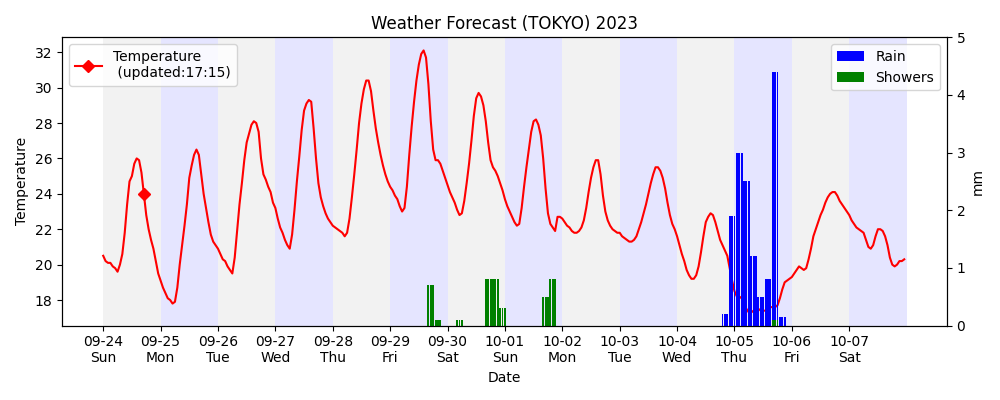 Weather Forecast (TOKYO) 2023
Temperature
(updated:17:15)
Rain
Showers
Temperature
32
30
28
26
24
22
20
18
5
4
3
2
1
0
mm
09-24 09-25 09-26 09-27 09-28 09-29 09-30 10-01 10-02 10-03 10-04 10-05 10-06 10-07
Sun Mon Tue Wed Thu Fri Sat Sun Mon Tue Wed Thu Fri Sat
Date